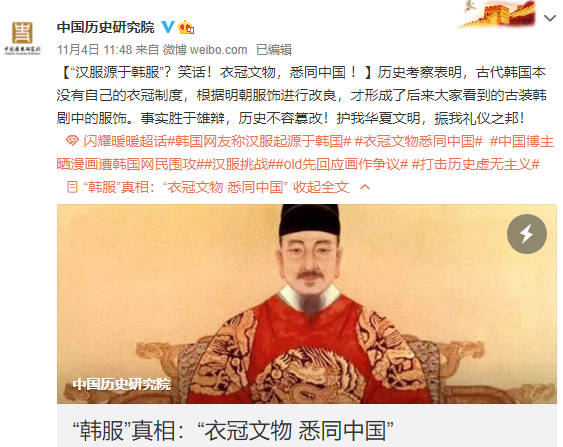 中国历史研究院
11月4日 11:48 来自 微博 weibo.com 已编辑
【“汉服源于韩服”？笑话！衣冠文物，悉同中国 ！】历史考察表明，古代韩国本
没有自己的衣冠制度，根据明朝服饰进行改良，才形成了后来大家看到的古装韩
剧中的服饰。事实胜于雄辩，历史不容篡改！护我华夏文明，振我礼仪之邦！
闪耀暖暖超话#韩国网友称汉服起源于韩国# #衣冠文物悉同中国# #中国博主
晒漫画遭韩国网民围攻##汉服挑战##old先回应画作争议# #打击历史虚无主义#
“韩服”真相：“衣冠文物 悉同中国” 收起全文
中国历史研究院
“韩服”真相：“衣冠文物 悉同中国”